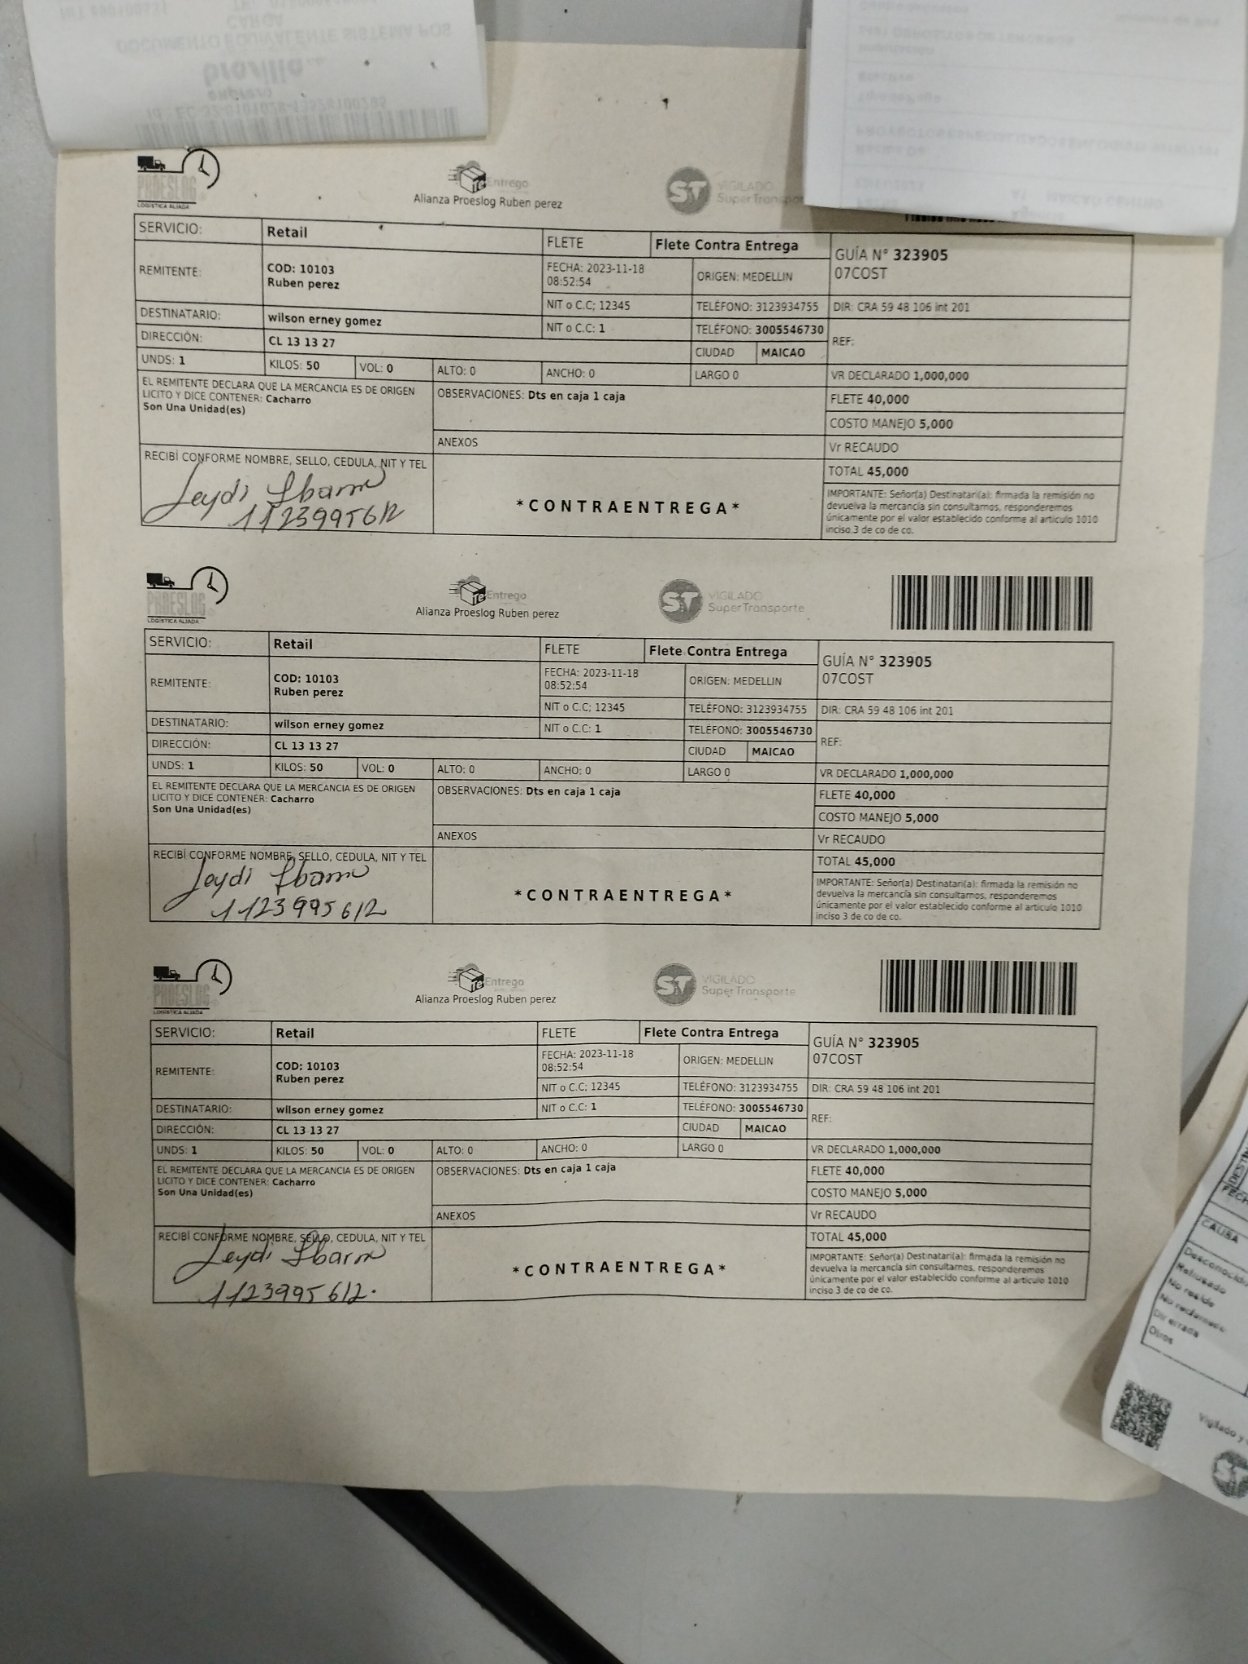 CARGA
DOCUMENTO EQUIVALENTE SISTEMA POS
brasilia
PROESLOG
LOGISTICA ALIADA
Entrego
Alianza Proeslog Ruben perez
ST VIGILADO
SuperTranspo
SERVICIO: Retail FLETE Flete Contra Entrega GUÍA N° 323905
07COST
REMITENTE: COD: 10103
Ruben perez
FECHA: 2023-11-18
08:52:54
ORIGEN: MEDELLIN
NIT o C.C; 12345 TELÉFONO: 3123934755 DIR: CRA 59 48 106 int 201
DESTINATARIO: wilson erney gomez NIT o C.C: 1 TELÉFONO: 3005546730 REF:
DIRECCIÓN: CL 13 13 27 CIUDAD MAICAO
UNDS: 1 KILOS: 50 VOL: 0 ALTO: 0 ANCHO: 0 LARGO 0 VR DECLARADO 1,000,000
EL REMITENTE DECLARA QUE LA MERCANCIA ES DE ORIGEN
LICITO Y DICE CONTENER: Cacharro
Son Una Unidad(es)
OBSERVACIONES: Dts en caja 1 caja
FLETE 40,000
COSTO MANEJO 5,000
ANEXOS
Vr RECAUDO
RECIBÍ CONFORME NOMBRE, SELLO, CEDULA, NIT Y TEL
TOTAL 45,000
Leydi Ibarra
1123995612
*CONTRAENTREGA*
IMPORTANTE: Señor(a) Destinatari(a): firmada la remisión no
devuelva la mercancía sin consultarnos, responderemos
únicamente por el valor establecido conforme al articulo 1010
inciso 3 de co de co.
PROESLOG
LOGISTICA ALIADA
Entrego
Alianza Proeslog Ruben perez
ST VIGILADO
SuperTransporte
SERVICIO: Retail FLETE Flete Contra Entrega GUÍA N° 323905
07COST
REMITENTE: COD: 10103
Ruben perez
FECHA: 2023-11-18
08:52:54
ORIGEN: MEDELLIN
NIT o C.C; 12345 TELÉFONO: 3123934755 DIR: CRA 59 48 106 int 201
DESTINATARIO: wilson erney gomez NIT o C.C: 1 TELÉFONO: 3005546730 REF:
DIRECCIÓN: CL 13 13 27 CIUDAD MAICAO
UNDS: 1 KILOS: 50 VOL: 0 ALTO: 0 ANCHO: 0 LARGO 0 VR DECLARADO 1,000,000
EL REMITENTE DECLARA QUE LA MERCANCIA ES DE ORIGEN
LICITO Y DICE CONTENER: Cacharro
Son Una Unidad(es)
OBSERVACIONES: Dts en caja 1 caja
FLETE 40,000
COSTO MANEJO 5,000
ANEXOS
Vr RECAUDO
RECIBÍ CONFORME NOMBRE, SELLO, CEDULA, NIT Y TEL
TOTAL 45,000
Leydi Ibarra
1123995612
*CONTRAENTREGA*
IMPORTANTE: Señor(a) Destinatari(a): firmada la remisión no
devuelva la mercancía sin consultarnos, responderemos
únicamente por el valor establecido conforme al articulo 1010
inciso 3 de co de co.
PROESLOG
LOGISTICA ALIADA
Entrego
Alianza Proeslog Ruben perez
ST VIGILADO
SuperTransporte
SERVICIO: Retail FLETE Flete Contra Entrega GUÍA N° 323905
07COST
REMITENTE: COD: 10103
Ruben perez
FECHA: 2023-11-18
08:52:54
ORIGEN: MEDELLIN
NIT o C.C; 12345 TELÉFONO: 3123934755 DIR: CRA 59 48 106 int 201
DESTINATARIO: wilson erney gomez NIT o C.C: 1 TELÉFONO: 3005546730 REF:
DIRECCIÓN: CL 13 13 27 CIUDAD MAICAO
UNDS: 1 KILOS: 50 VOL: 0 ALTO: 0 ANCHO: 0 LARGO 0 VR DECLARADO 1,000,000
EL REMITENTE DECLARA QUE LA MERCANCIA ES DE ORIGEN
LICITO Y DICE CONTENER: Cacharro
Son Una Unidad(es)
OBSERVACIONES: Dts en caja 1 caja
FLETE 40,000
COSTO MANEJO 5,000
ANEXOS
Vr RECAUDO
RECIBÍ CONFORME NOMBRE, SELLO, CEDULA, NIT Y TEL
TOTAL 45,000
Leydi Ibarra
1123995612.
*CONTRAENTREGA*
IMPORTANTE: Señor(a) Destinatari(a): firmada la remisión no
devuelva la mercancía sin consultarnos, responderemos
únicamente por el valor establecido conforme al articulo 1010
inciso 3 de co de co.
CAUSA
Desconocido
Rehusado
No reside
No reclamado
Dir errada
Otros
Vigilado y
ST